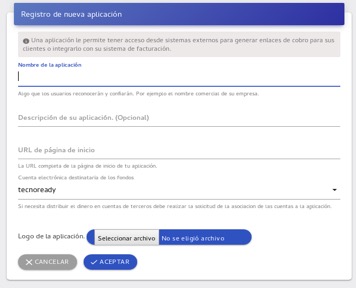 Registro de nueva aplicación
Una aplicación le permite tener acceso desde sistemas externos para generar enlaces de cobro para sus
clientes o integrarlo con su sistema de facturación.
Nombre de la aplicación
Algo que los usuarios reconocerán y confiarán. Por ejemplo el nombre comercial de su empresa.
Descripción de su aplicación. (Opcional)
URL de página de inicio
La URL completa de la página de inicio de tu aplicación.
Cuenta electrónica destinataria de los fondos
tecnoready
Si necesita distribuir el dinero en cuentas de terceros debe realizar la solicitud de la asociacion de las cuentas a la aplicación.
Logo de la aplicación.
Seleccionar archivo No se eligió archivo
CANCELAR ACEPTAR